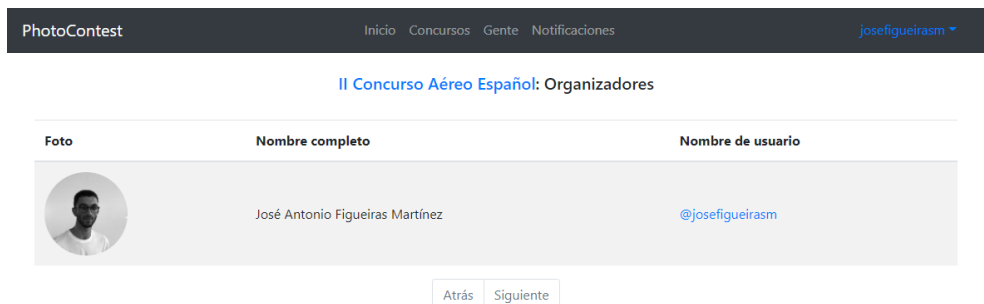 PhotoContest Inicio Concursos Gente Notificaciones josefigueirasm
II Concurso Aéreo Español: Organizadores
Foto Nombre completo Nombre de usuario
José Antonio Figueiras Martínez @josefigueirasm
Atrás Siguiente